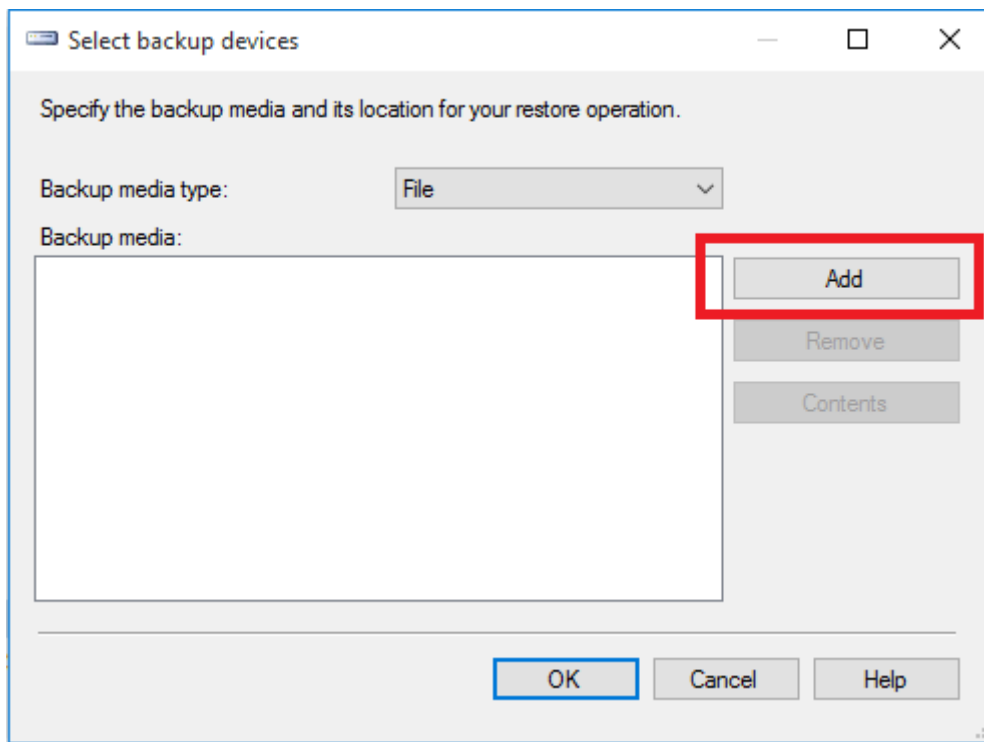 Select backup devices
Specify the backup media and its location for your restore operation.
Backup media type: File
Backup media:
Add
Remove
Contents
OK Cancel Help